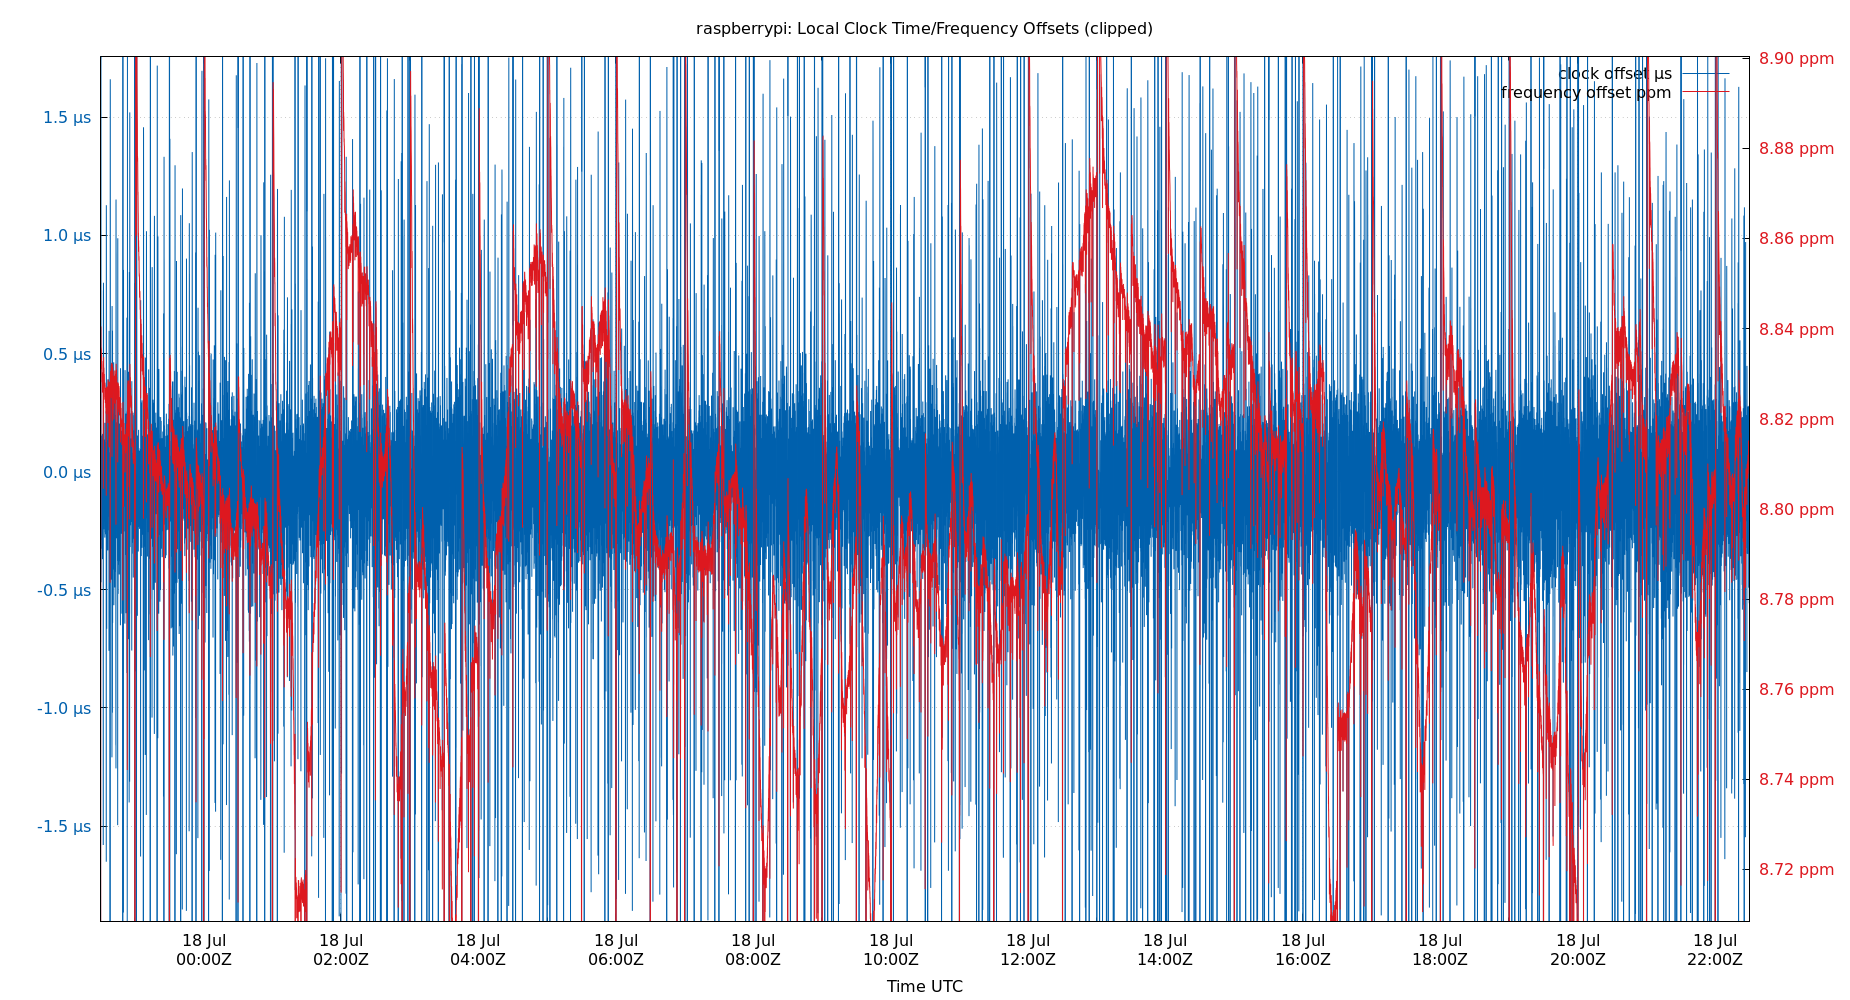 raspberrypi: Local Clock Time/Frequency Offsets (clipped)
8.90 ppm
clock offset µs
frequency offset ppm
1.5 µs
8.88 ppm
1.0 µs
8.86 ppm
0.5 µs
8.84 ppm
8.82 ppm
0.0 µs
8.80 ppm
-0.5 µs
8.78 ppm
8.76 ppm
-1.0 µs
8.74 ppm
-1.5 µs
8.72 ppm
18 Jul 18 Jul 18 Jul 18 Jul 18 Jul 18 Jul 18 Jul 18 Jul 18 Jul 18 Jul 18 Jul 18 Jul
00:00Z 02:00Z 04:00Z 06:00Z 08:00Z 10:00Z 12:00Z 14:00Z 16:00Z 18:00Z 20:00Z 22:00Z
Time UTC